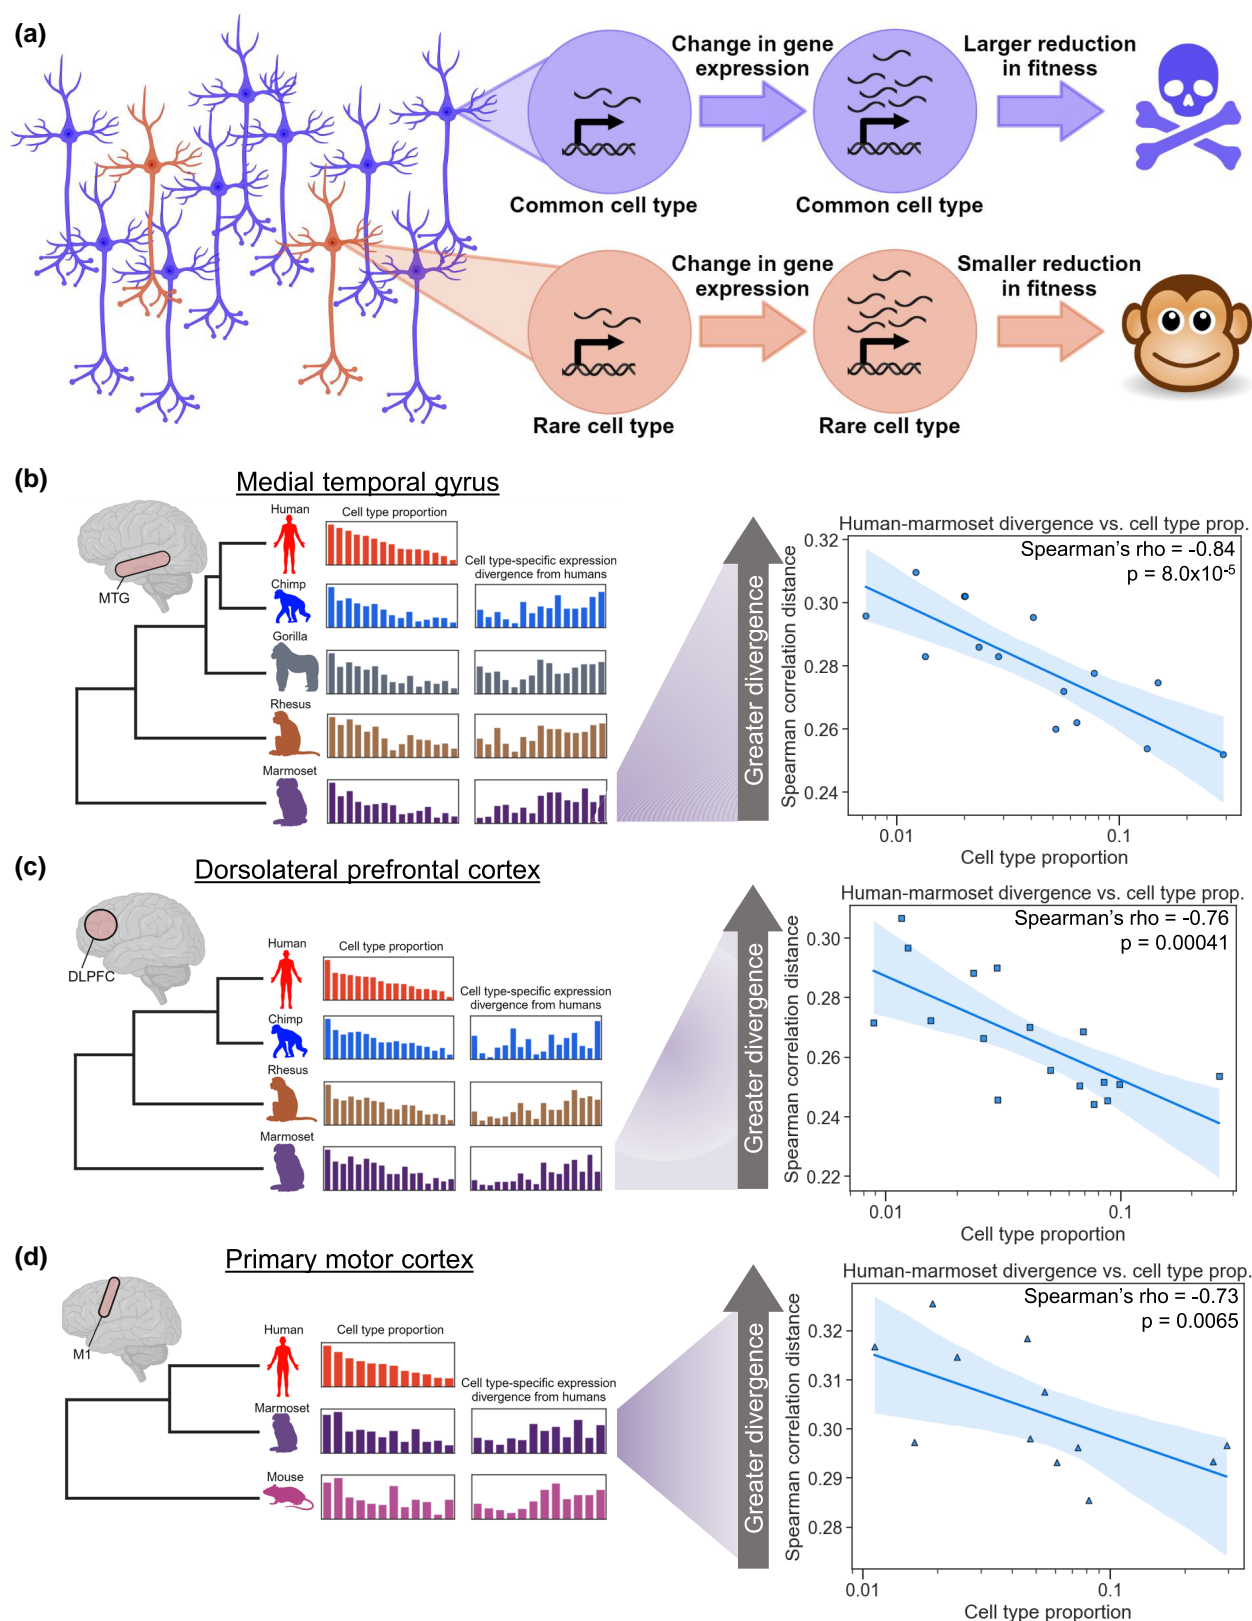 (a)
Change in gene
expression
Larger reduction
in fitness
Common cell type
Common cell type
Change in gene
expression
Smaller reduction
in fitness
Rare cell type
Rare cell type
(b)
Medial temporal gyrus
MTG
Human
Cell type proportion
Cell type-specific expression
divergence from humans
Chimp
Gorilla
Rhesus
Marmoset
Greater divergence
Human-marmoset divergence vs. cell type prop.
Spearman's rho = -0.84
p = 8.0x10-5
Spearman correlation distance
0.32
0.30
0.28
0.26
0.24
0.01
0.1
Cell type proportion
(c)
Dorsolateral prefrontal cortex
DLPFC
Human
Cell type proportion
Cell type-specific expression
divergence from humans
Chimp
Rhesus
Marmoset
Greater divergence
Human-marmoset divergence vs. cell type prop.
Spearman's rho = -0.76
p = 0.00041
Spearman correlation distance
0.30
0.28
0.26
0.24
0.22
0.01
0.1
Cell type proportion
(d)
Primary motor cortex
M1
Human
Cell type proportion
Cell type-specific expression
divergence from humans
Marmoset
Mouse
Greater divergence
Human-marmoset divergence vs. cell type prop.
Spearman's rho = -0.73
p = 0.0065
Spearman correlation distance
0.32
0.31
0.30
0.29
0.28
0.01
0.1
Cell type proportion